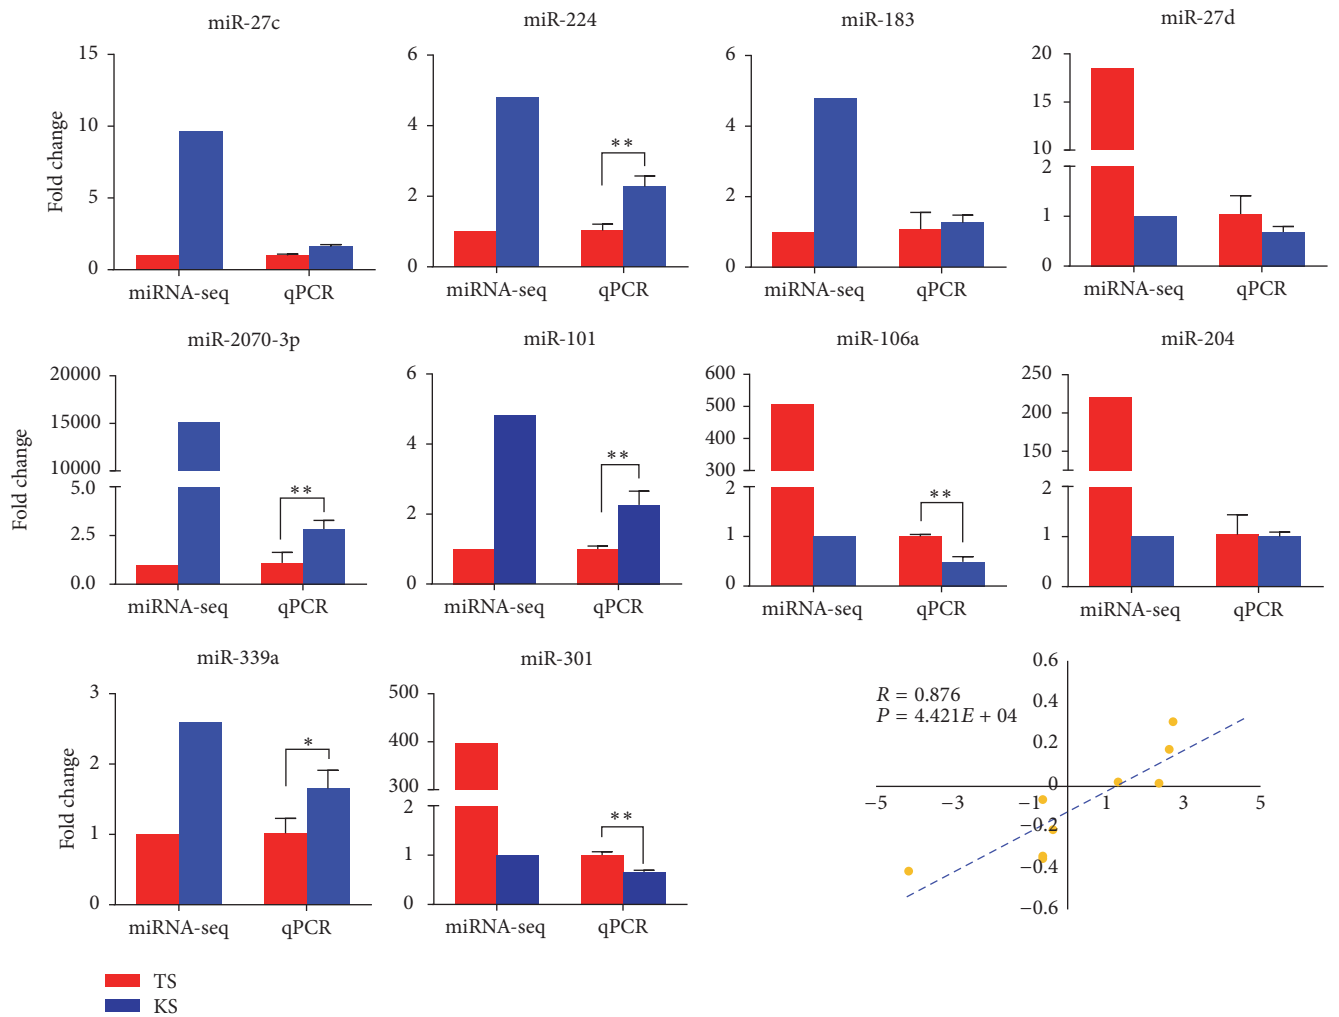 miR-27c
miR-224
miR-183
miR-27d
Fold change
15
10
5
0
miRNA-seq
qPCR
6
4
2
0
**
miRNA-seq
qPCR
6
4
2
0
miRNA-seq
qPCR
20
15
10
2
1
0
miRNA-seq
qPCR
miR-2070-3p
miR-101
miR-106a
miR-204
Fold change
20000
15000
10000
5.0
2.5
0.0
**
miRNA-seq
qPCR
6
4
2
0
**
miRNA-seq
qPCR
600
500
400
300
2
1
0
**
miRNA-seq
qPCR
250
200
150
2
1
0
miRNA-seq
qPCR
miR-339a
miR-301
Fold change
3
2
1
0
*
miRNA-seq
qPCR
500
400
300
2
1
0
**
miRNA-seq
qPCR
R = 0.876
P = 4.421E + 04
0.6
0.4
0.2
0
−0.2
−0.4
−0.6
−5
−3
−1
1
3
5
TS
KS